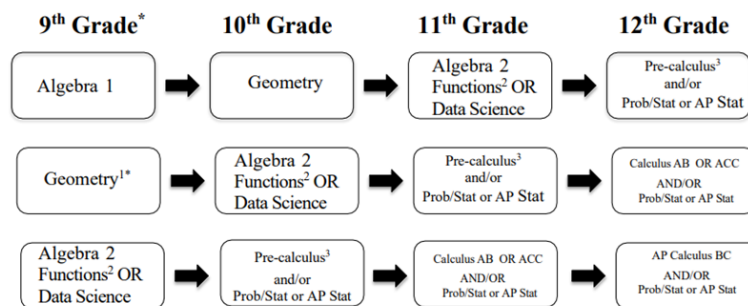 9th Grade* 10th Grade 11th Grade 12th Grade
Algebra 1
Geometry
Algebra 2
Functions2 OR
Data Science
Pre-calculus3
and/or
Prob/Stat or AP Stat
Geometry1*
Algebra 2
Functions2 OR
Data Science
Pre-calculus3
and/or
Prob/Stat or AP Stat
Calculus AB OR ACC
AND/OR
Prob/Stat or AP Stat
Algebra 2
Functions2 OR
Data Science
Pre-calculus3
and/or
Prob/Stat or AP Stat
Calculus AB OR ACC
AND/OR
Prob/Stat or AP Stat
AP Calculus BC
AND/OR
Prob/Stat or AP Stat